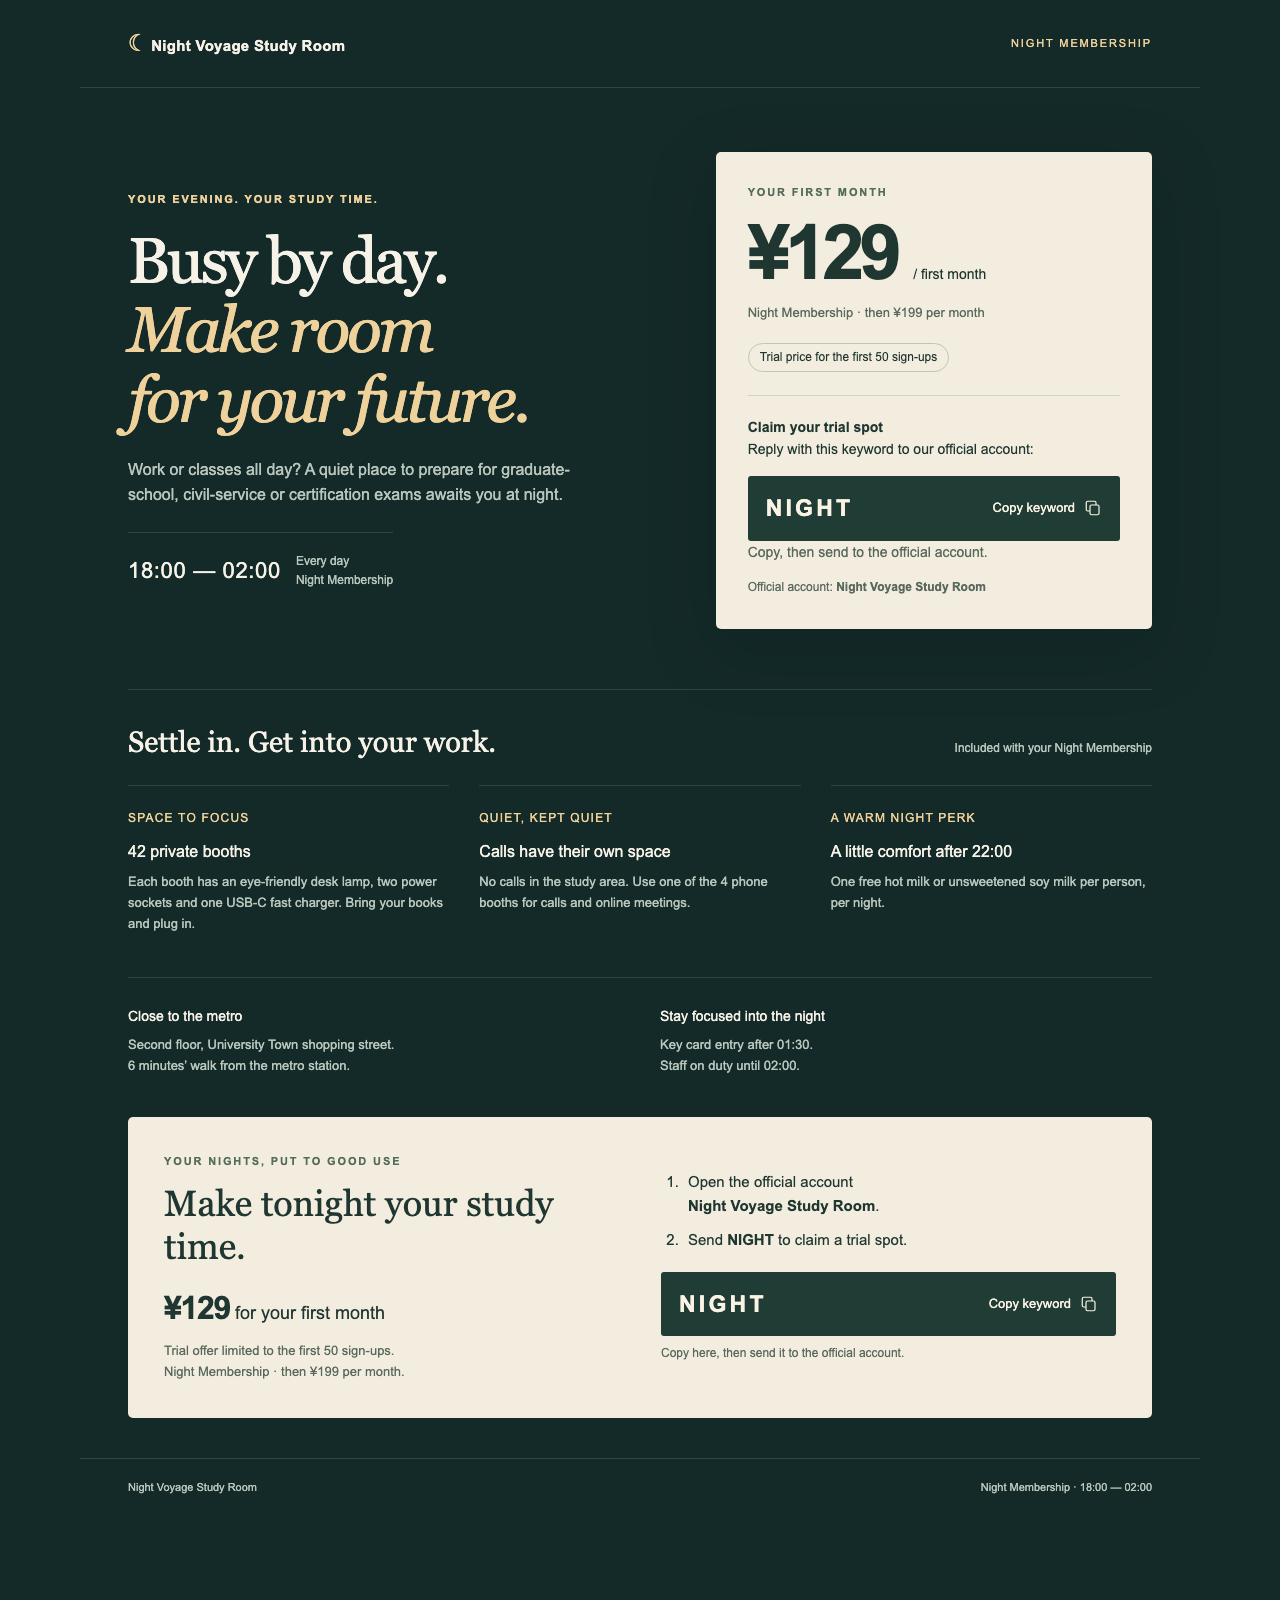 Night Voyage Study Room
NIGHT MEMBERSHIP
YOUR EVENING. YOUR STUDY TIME.
Busy by day.
Make room
for your future.
Work or classes all day? A quiet place to prepare for graduate-
school, civil-service or certification exams awaits you at night.
18:00 — 02:00
Every day
Night Membership
YOUR FIRST MONTH
¥129 / first month
Night Membership · then ¥199 per month
Trial price for the first 50 sign-ups
Claim your trial spot
Reply with this keyword to our official account:
NIGHT
Copy keyword
Copy, then send to the official account.
Official account: Night Voyage Study Room
Settle in. Get into your work.
Included with your Night Membership
SPACE TO FOCUS
42 private booths
Each booth has an eye-friendly desk lamp, two power
sockets and one USB-C fast charger. Bring your books
and plug in.
QUIET, KEPT QUIET
Calls have their own space
No calls in the study area. Use one of the 4 phone
booths for calls and online meetings.
A WARM NIGHT PERK
A little comfort after 22:00
One free hot milk or unsweetened soy milk per person,
per night.
Close to the metro
Second floor, University Town shopping street.
6 minutes’ walk from the metro station.
Stay focused into the night
Key card entry after 01:30.
Staff on duty until 02:00.
YOUR NIGHTS, PUT TO GOOD USE
Make tonight your study
time.
¥129 for your first month
Trial offer limited to the first 50 sign-ups.
Night Membership · then ¥199 per month.
1. Open the official account
Night Voyage Study Room.
2. Send NIGHT to claim a trial spot.
NIGHT
Copy keyword
Copy here, then send it to the official account.
Night Voyage Study Room
Night Membership · 18:00 — 02:00